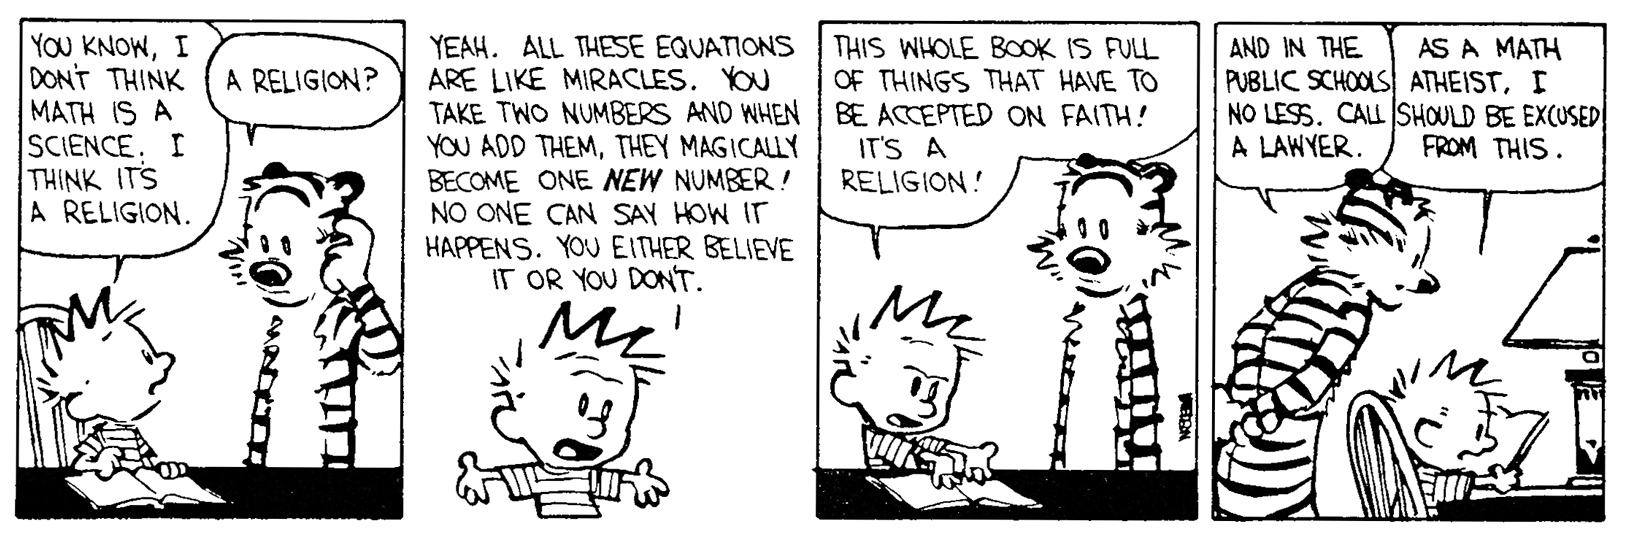 YOU KNOW, I
DON'T THINK
MATH IS A
SCIENCE. I
THINK IT'S
A RELIGION.
A RELIGION?
YEAH. ALL THESE EQUATIONS
ARE LIKE MIRACLES. YOU
TAKE TWO NUMBERS AND WHEN
YOU ADD THEM, THEY MAGICALLY
BECOME ONE NEW NUMBER!
NO ONE CAN SAY HOW IT
HAPPENS. YOU EITHER BELIEVE
IT OR YOU DON'T.
THIS WHOLE BOOK IS FULL
OF THINGS THAT HAVE TO
BE ACCEPTED ON FAITH!
IT'S A
RELIGION!
AND IN THE
PUBLIC SCHOOLS
NO LESS. CALL
A LAWYER.
AS A MATH
ATHEIST, I
SHOULD BE EXCUSED
FROM THIS.